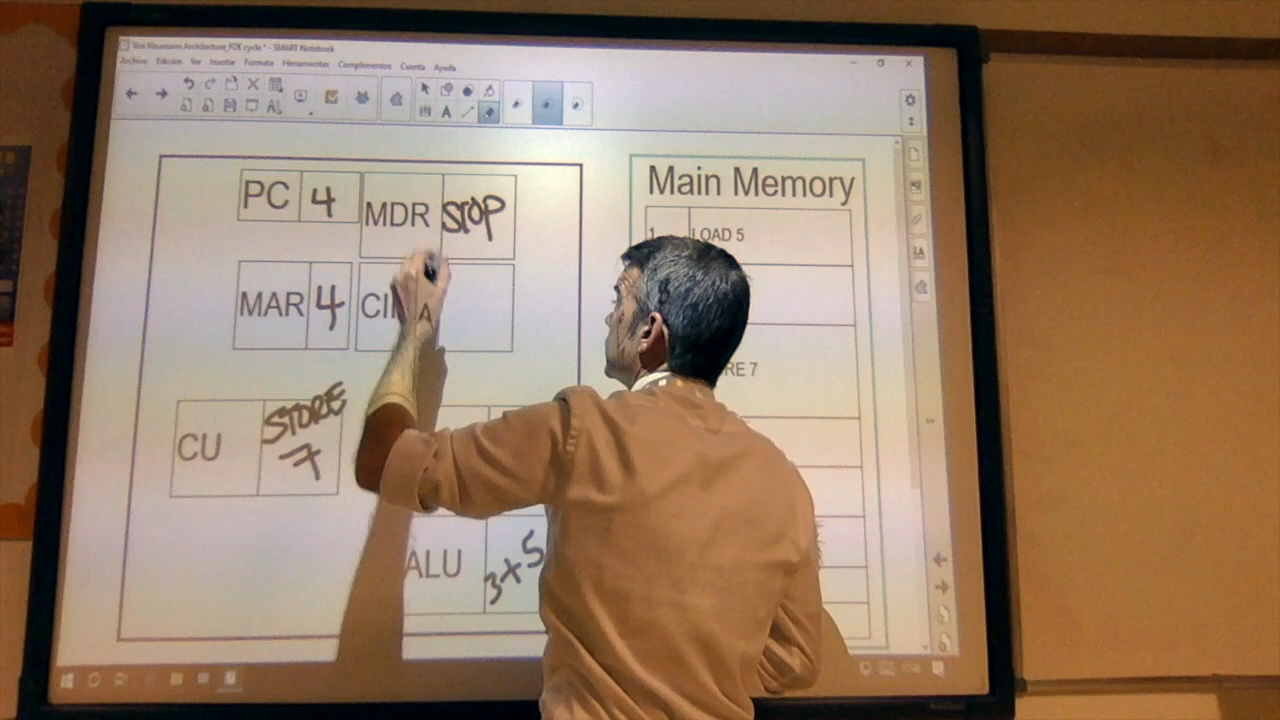 Von Neumann Architecture_FDE cycle * - SMART Notebook
Archivo Edición Ver Insertar Formato Herramientas Complementos Cuenta Ayuda
PC 4 MDR STOP
MAR 4
CU STORE 7
ALU 3x5
Main Memory
1 LOAD 5
RE 7